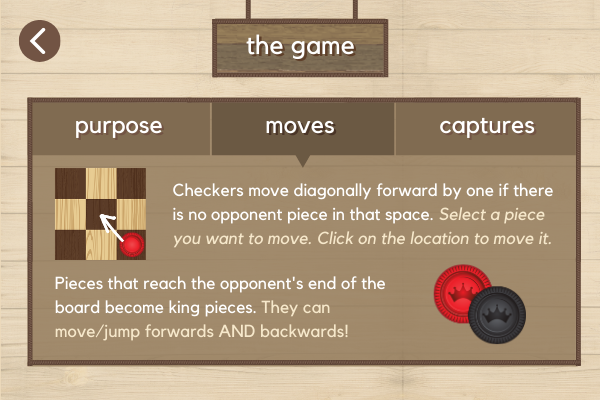 the game
purpose
moves
captures
Checkers move diagonally forward by one if there
is no opponent piece in that space. Select a piece
you want to move. Click on the location to move it.
Pieces that reach the opponent's end of the
board become king pieces. They can
move/jump forwards AND backwards!